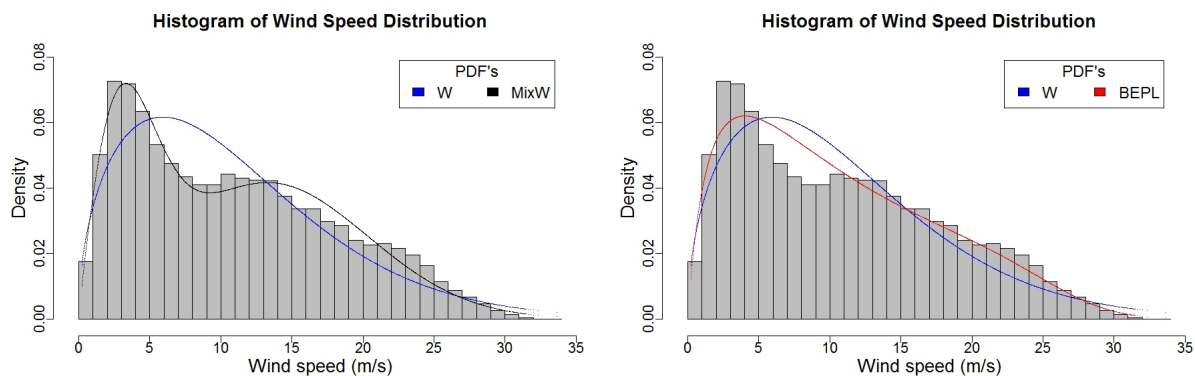 Histogram of Wind Speed Distribution
PDF's
W MixW
Density
0.00 0.02 0.04 0.06 0.08
0 5 10 15 20 25 30 35
Wind speed (m/s)
Histogram of Wind Speed Distribution
PDF's
W BEPL
Density
0.00 0.02 0.04 0.06 0.08
0 5 10 15 20 25 30 35
Wind speed (m/s)